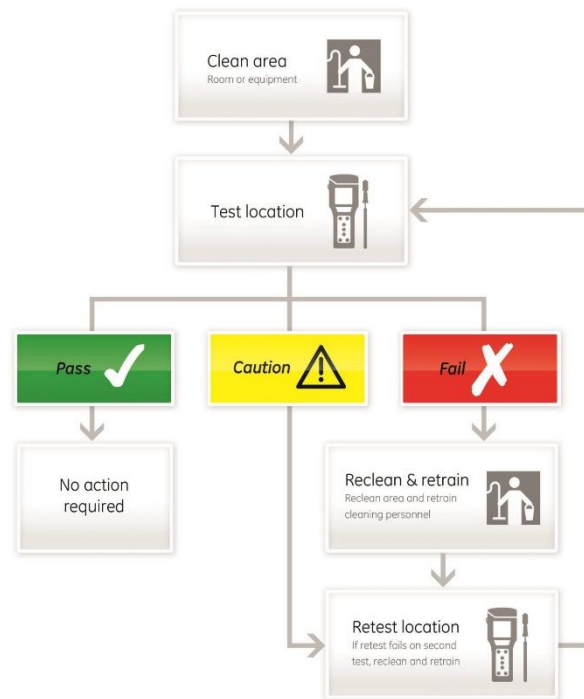 Clean area
Room or equipment
Test location
Pass
Caution
Fail
No action
required
Reclean & retrain
Reclean area and retrain
cleaning personnel
Retest location
If retest fails on second
test, reclean and retrain